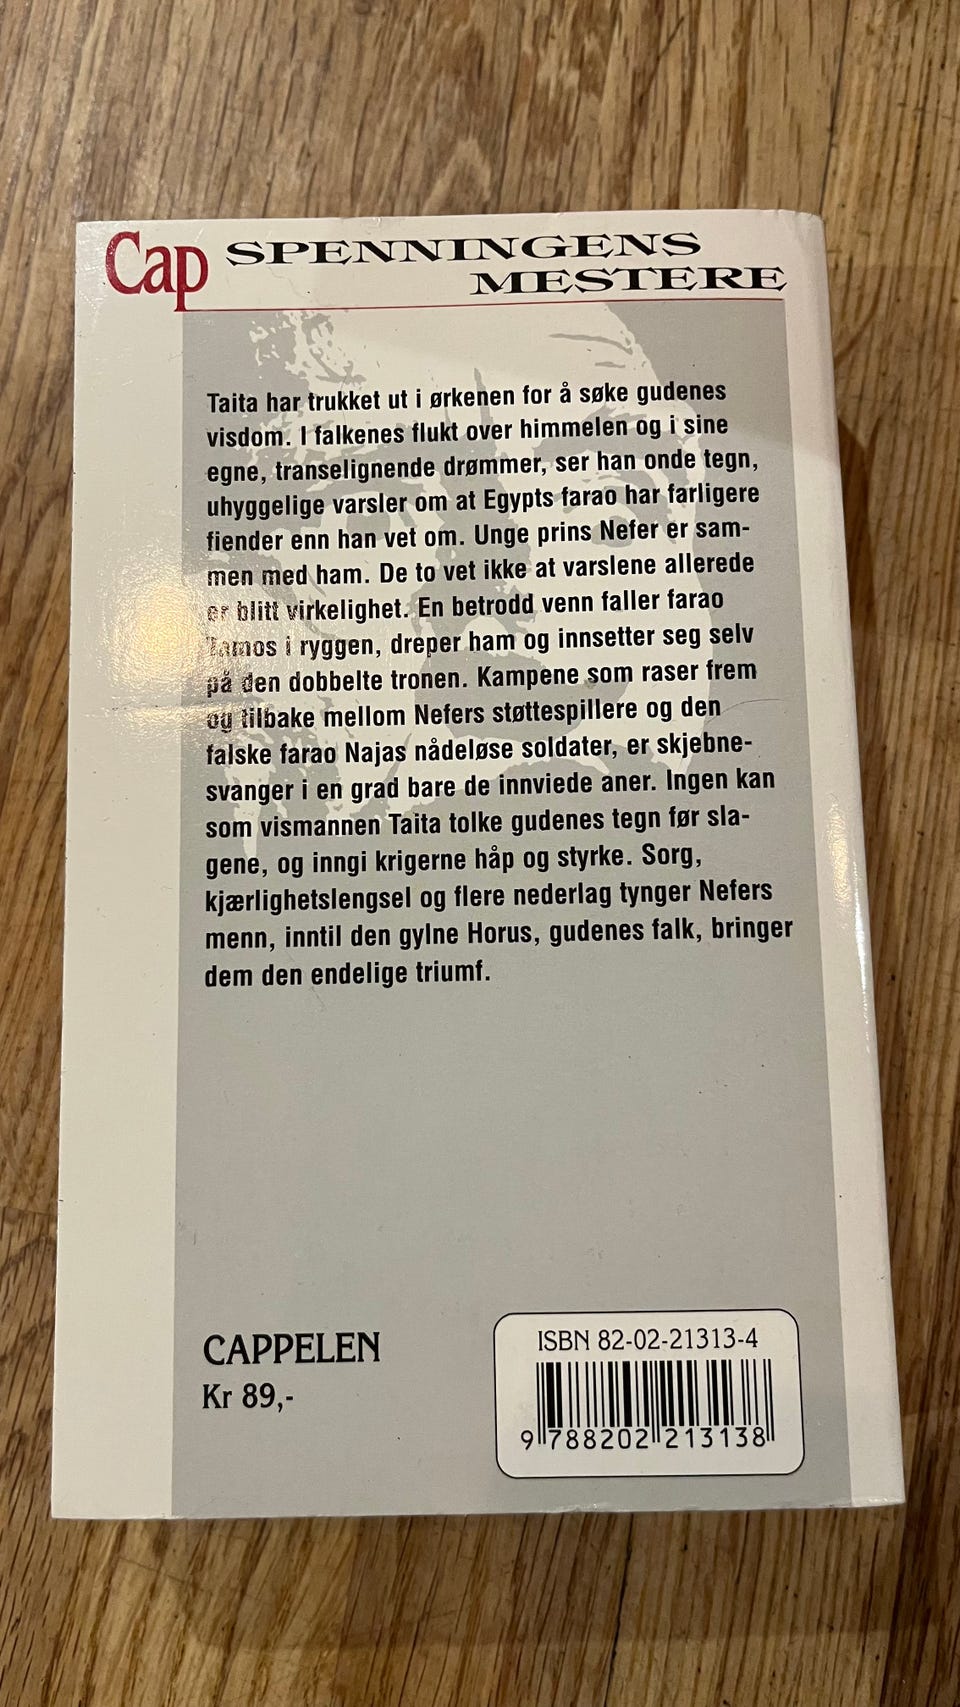 Cap SPENNINGENS
MESTERE
Taita har trukket ut i ørkenen for å søke gudenes
visdom. I falkenes flukt over himmelen og i sine
egne, transelignende drømmer, ser han onde tegn,
uhyggelige varsler om at Egypts farao har farligere
fiender enn han vet om. Unge prins Nefer er sam-
men med ham. De to vet ikke at varslene allerede
er blitt virkelighet. En betrodd venn faller farao
Tamos i ryggen, dreper ham og innsetter seg selv
på den dobbelte tronen. Kampene som raser frem
og tilbake mellom Nefers støttespillere og den
falske farao Najas nådeløse soldater, er skjebne-
svanger i en grad bare de innviede aner. Ingen kan
som vismannen Taita tolke gudenes tegn før sla-
gene, og inngi krigerne håp og styrke. Sorg,
kjærlighetslengsel og flere nederlag tynger Nefers
menn, inntil den gylne Horus, gudenes falk, bringer
dem den endelige triumf.
CAPPELEN
Kr 89,-
ISBN 82-02-21313-4
9 788202 213138